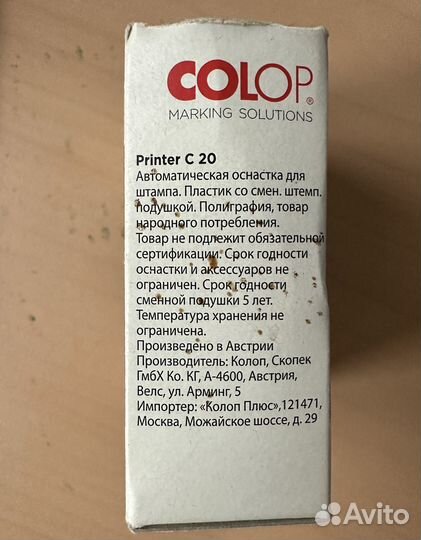 COLOP®
MARKING SOLUTIONS
Printer C 20
Автоматическая оснастка для
штампа. Пластик со смен. штемп.
подушкой. Полиграфия, товар
народного потребления.
Товар не подлежит обязательной
сертификации. Срок годности
оснастки и аксессуаров не
ограничен. Срок годности
сменной подушки 5 лет.
Температура хранения не
ограничена.
Произведено в Австрии
Производитель: Колоп, Скопек
ГмбХ Ко. КГ, А-4600, Австрия,
Велс, ул. Арминг, 5
Импортер: «Колоп Плюс»,121471,
Москва, Можайское шоссе, д. 29
Avito